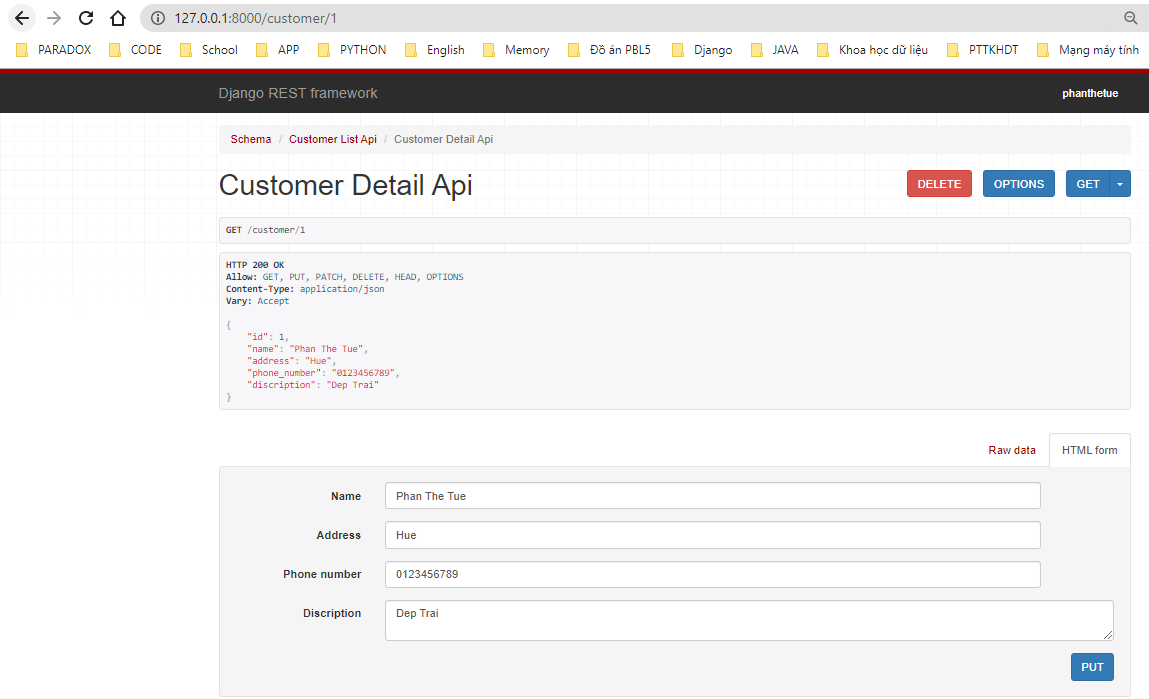 127.0.0.1:8000/customer/1
PARADOX CODE School APP PYTHON English Memory Đồ án PBL5 Django JAVA Khoa học dữ liệu PTTKHDT Mạng máy tính
Django REST framework phanthetue
Schema / Customer List Api / Customer Detail Api
Customer Detail Api DELETE OPTIONS GET
GET /customer/1
HTTP 200 OK
Allow: GET, PUT, PATCH, DELETE, HEAD, OPTIONS
Content-Type: application/json
Vary: Accept
{
"id": 1,
"name": "Phan The Tue",
"address": "Hue",
"phone_number": "0123456789",
"discription": "Dep Trai"
}
Raw data HTML form
Name Phan The Tue
Address Hue
Phone number 0123456789
Discription Dep Trai
PUT